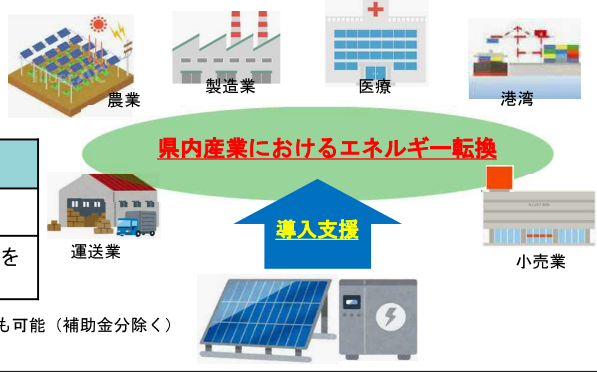 農業
製造業
医療
港湾
県内産業におけるエネルギー転換
運送業
導入支援
小売業
を
も可能（補助金分除く）